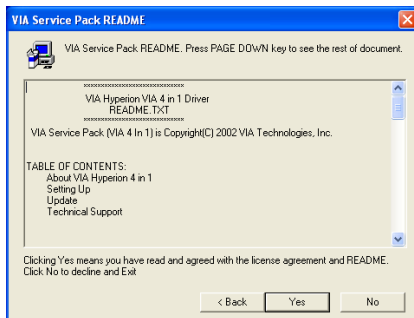 VIA Service Pack README
VIA Service Pack README. Press PAGE DOWN key to see the rest of document.
xxxxxxxxxxxxxxxxxxxxxxxxxxxx
VIA Hyperion VIA 4 in 1 Driver
README.TXT
xxxxxxxxxxxxxxxxxxxxxxxxxxxx
VIA Service Pack (VIA 4 In 1) is Copyright(C) 2002 VIA Technologies, Inc.
TABLE OF CONTENTS:
About VIA Hyperion 4 in 1
Setting Up
Update
Technical Support
Clicking Yes means you have read and agreed with the license agreement and README.
Click No to decline and Exit
< Back
Yes
No